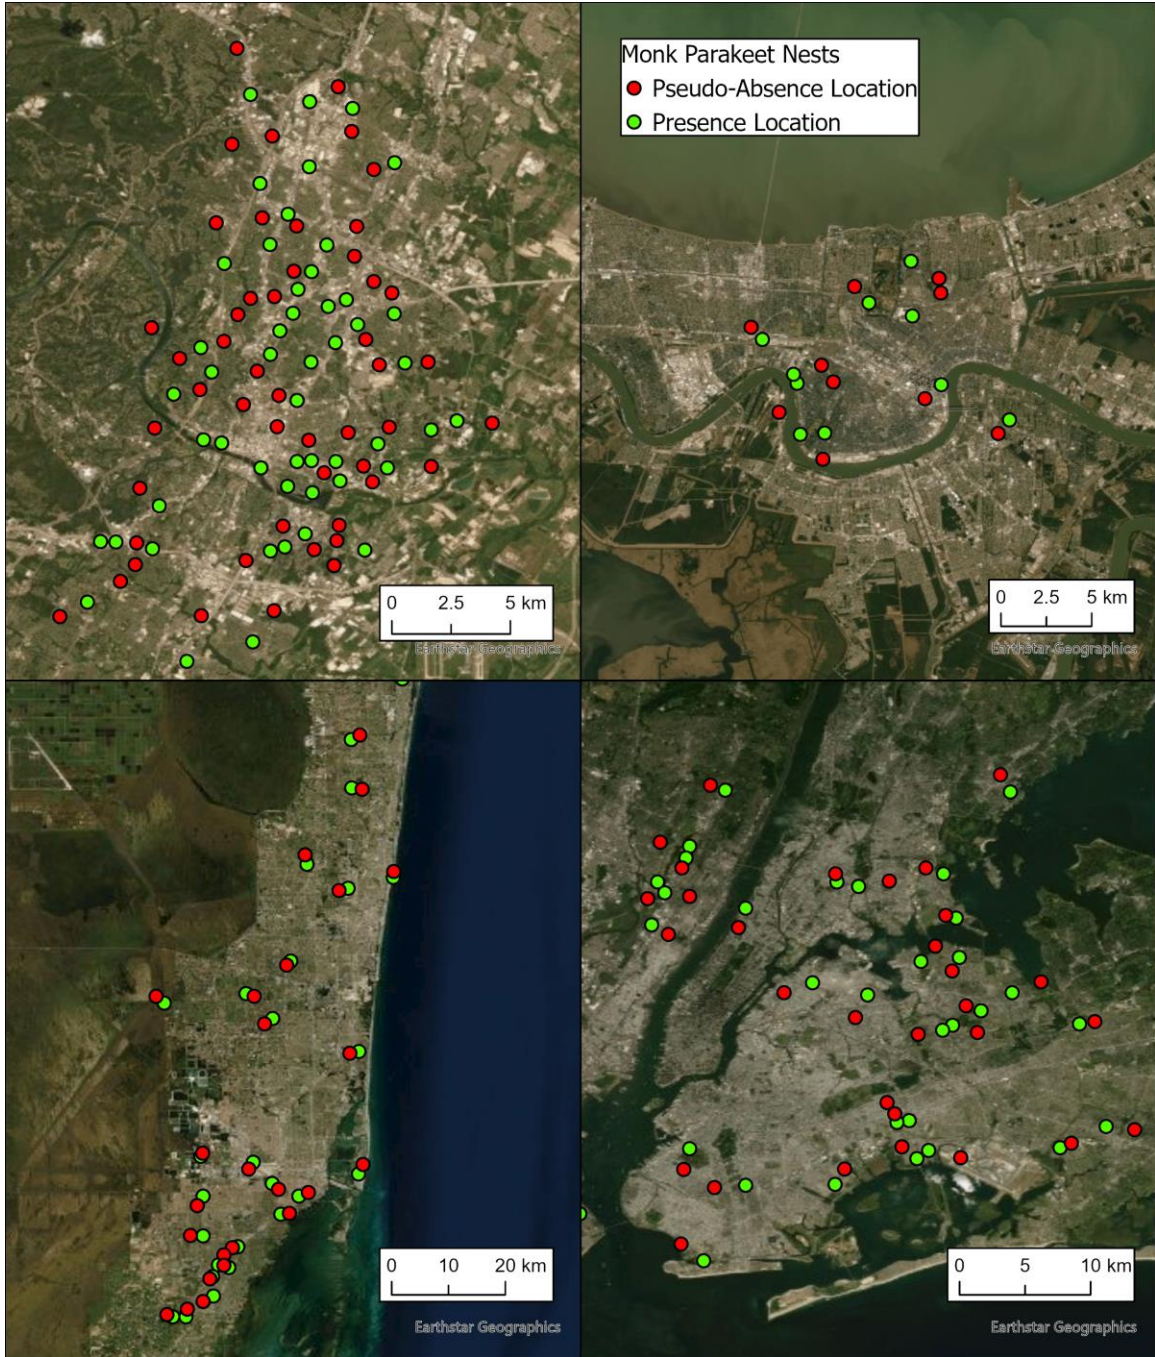 Monk Parakeet Nests
Pseudo-Absence Location
Presence Location
0 2.5 5 km
Earthstar Geographics
0 2.5 5 km
Earthstar Geographics
0 10 20 km
Earthstar Geographics
0 5 10 km
Earthstar Geographics